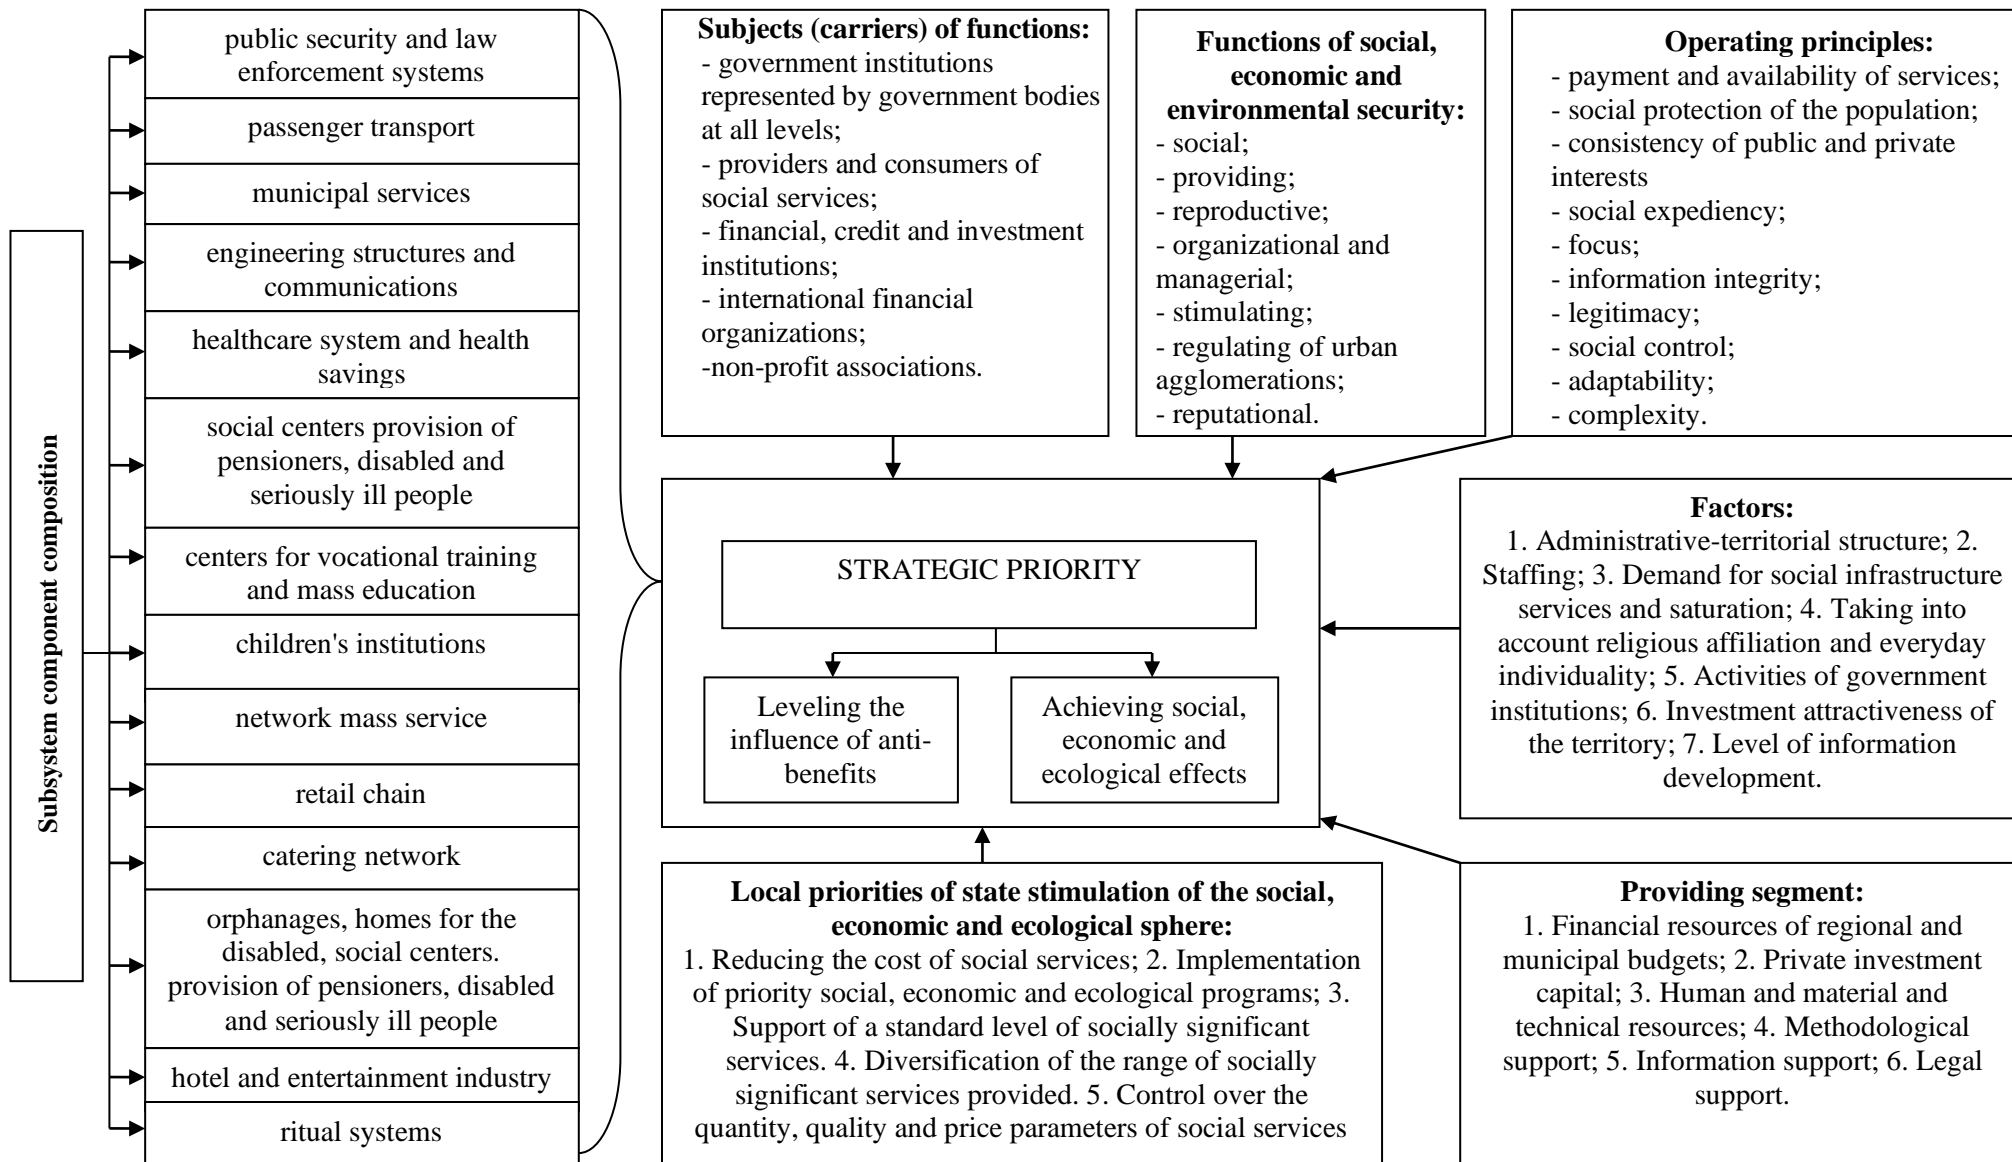 Subsystem component composition
public security and law
enforcement systems
passenger transport
municipal services
engineering structures and
communications
healthcare system and health
savings
social centers provision of
pensioners, disabled and
seriously ill people
centers for vocational training
and mass education
children's institutions
network mass service
retail chain
catering network
orphanages, homes for the
disabled, social centers.
provision of pensioners, disabled
and seriously ill people
hotel and entertainment industry
ritual systems
Subjects (carriers) of functions:
- government institutions
represented by government bodies
at all levels;
- providers and consumers of
social services;
- financial, credit and investment
institutions;
- international financial
organizations;
-non-profit associations.
Functions of social,
economic and
environmental security:
- social;
- providing;
- reproductive;
- organizational and
managerial;
- stimulating;
- regulating of urban
agglomerations;
- reputational.
Operating principles:
- payment and availability of services;
- social protection of the population;
- consistency of public and private
interests
- social expediency;
- focus;
- information integrity;
- legitimacy;
- social control;
- adaptability;
- complexity.
STRATEGIC PRIORITY
Leveling the
influence of anti-
benefits
Achieving social,
economic and
ecological effects
Factors:
1. Administrative-territorial structure; 2.
Staffing; 3. Demand for social infrastructure
services and saturation; 4. Taking into
account religious affiliation and everyday
individuality; 5. Activities of government
institutions; 6. Investment attractiveness of
the territory; 7. Level of information
development.
Local priorities of state stimulation of the social,
economic and ecological sphere:
1. Reducing the cost of social services; 2. Implementation
of priority social, economic and ecological programs; 3.
Support of a standard level of socially significant
services. 4. Diversification of the range of socially
significant services provided. 5. Control over the
quantity, quality and price parameters of social services
Providing segment:
1. Financial resources of regional and
municipal budgets; 2. Private investment
capital; 3. Human and material and
technical resources; 4. Methodological
support; 5. Information support; 6. Legal
support.